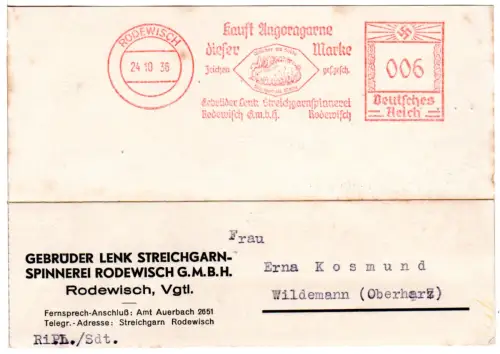 RODEWISCH
24 10 36
Kauft Angoragarne
dieser Marke
Zeichen gesch.
Gebrüder Lenk Streichgarnspinnerei
Rodewisch G.m.b.H. Rodewisch
006
Deutsches
Reich
GEBRÜDER LENK STREICHGARN-
SPINNEREI RODEWISCH G.M.B.H.
Rodewisch, Vgtl.
Fernsprech-Anschluß: Amt Auerbach 2651
Telegr.-Adresse: Streichgarn Rodewisch
/Sdt.
Frau
Erna Kosmund
Wildemann (Oberharz)